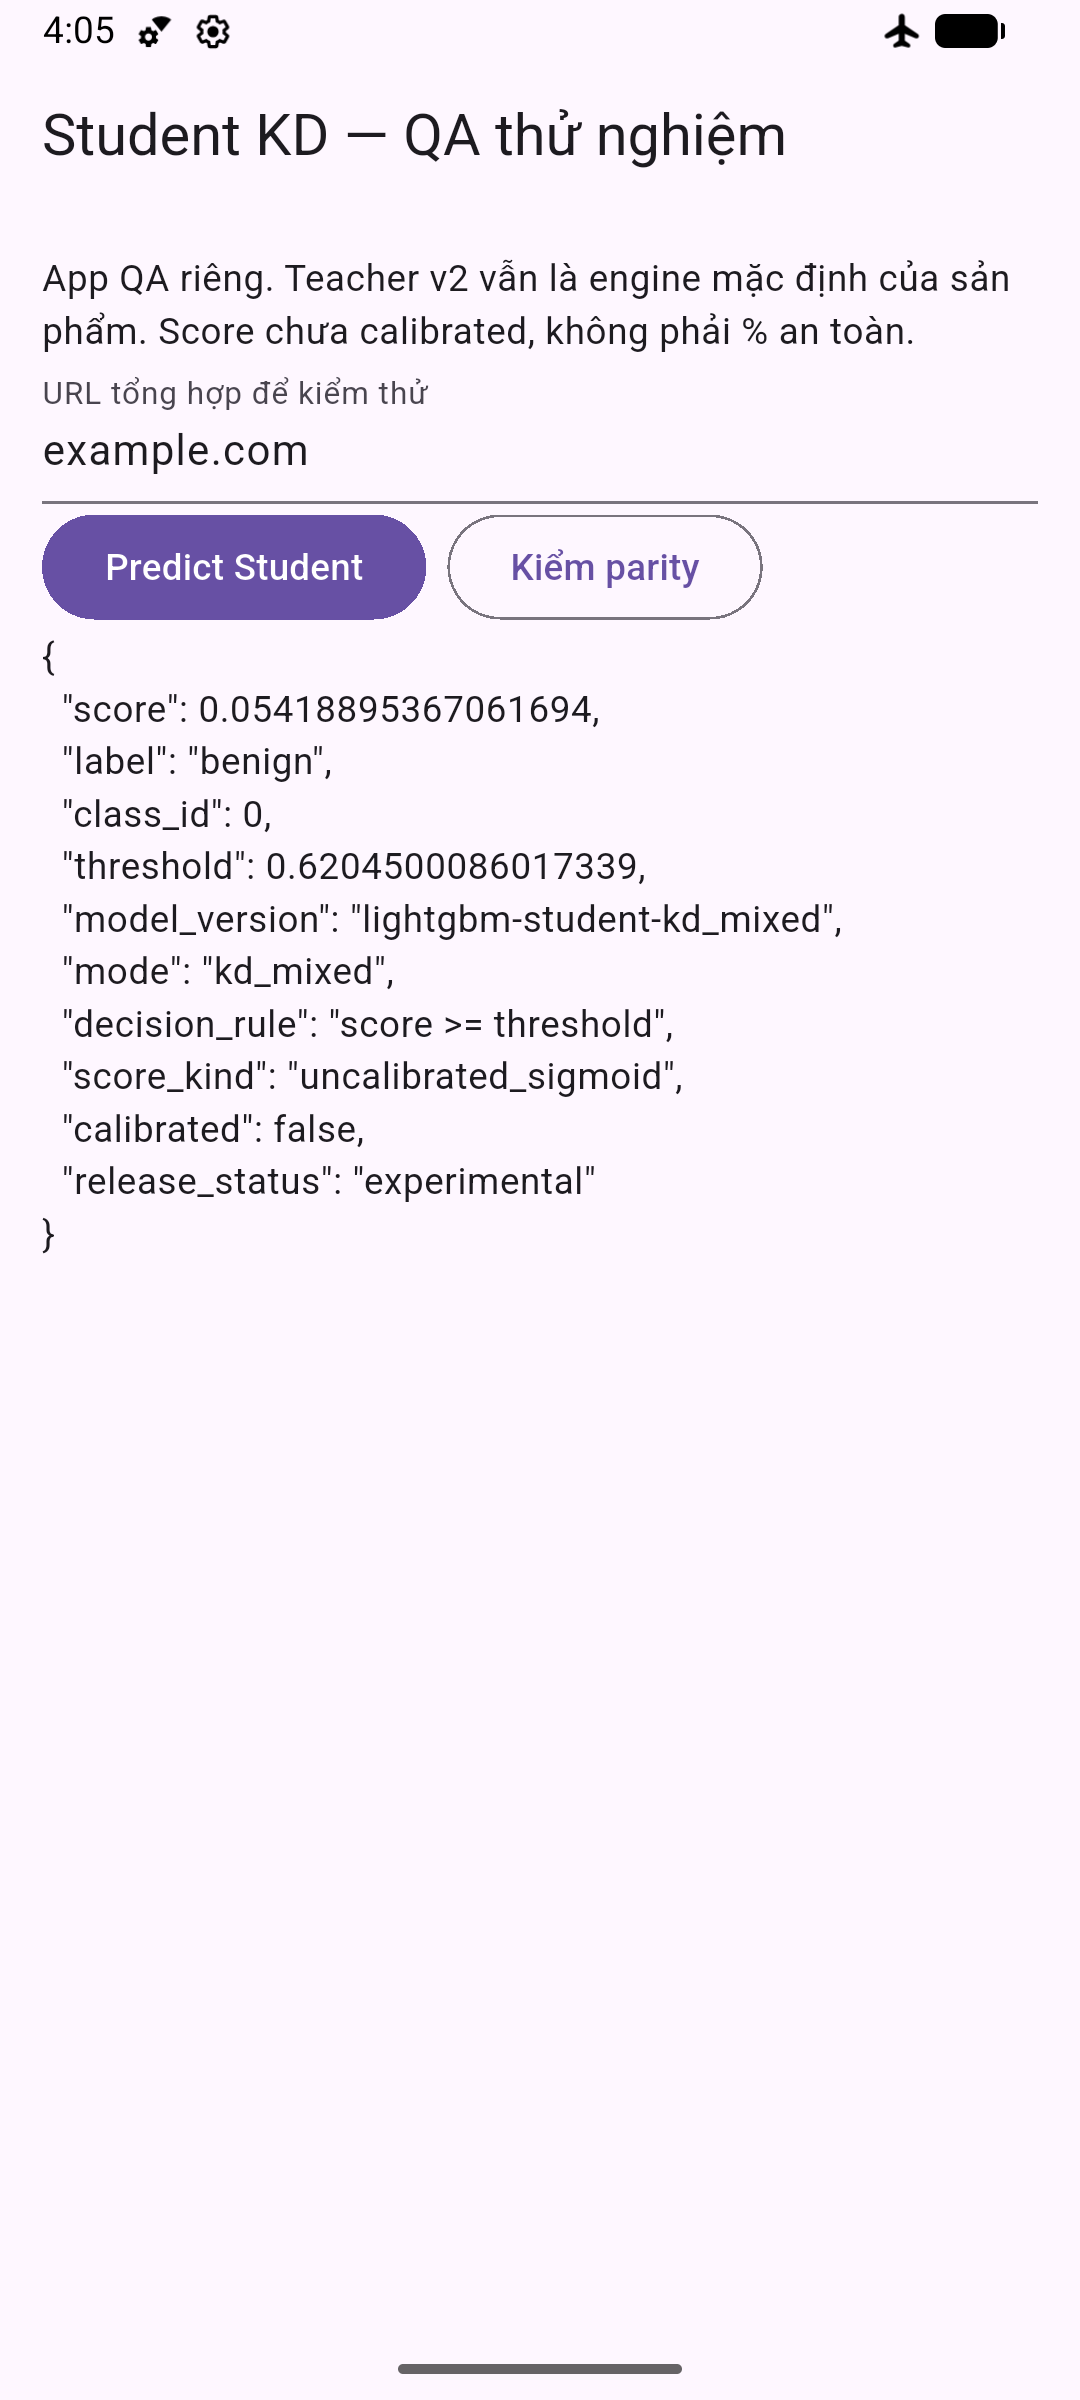 4:05
Student KD — QA thử nghiệm
App QA riêng. Teacher v2 vẫn là engine mặc định của sản
phẩm. Score chưa calibrated, không phải % an toàn.
URL tổng hợp để kiểm thử
example.com
Predict Student
Kiểm parity
{
"score": 0.05418895367061694,
"label": "benign",
"class_id": 0,
"threshold": 0.6204500086017339,
"model_version": "lightgbm-student-kd_mixed",
"mode": "kd_mixed",
"decision_rule": "score >= threshold",
"score_kind": "uncalibrated_sigmoid",
"calibrated": false,
"release_status": "experimental"
}